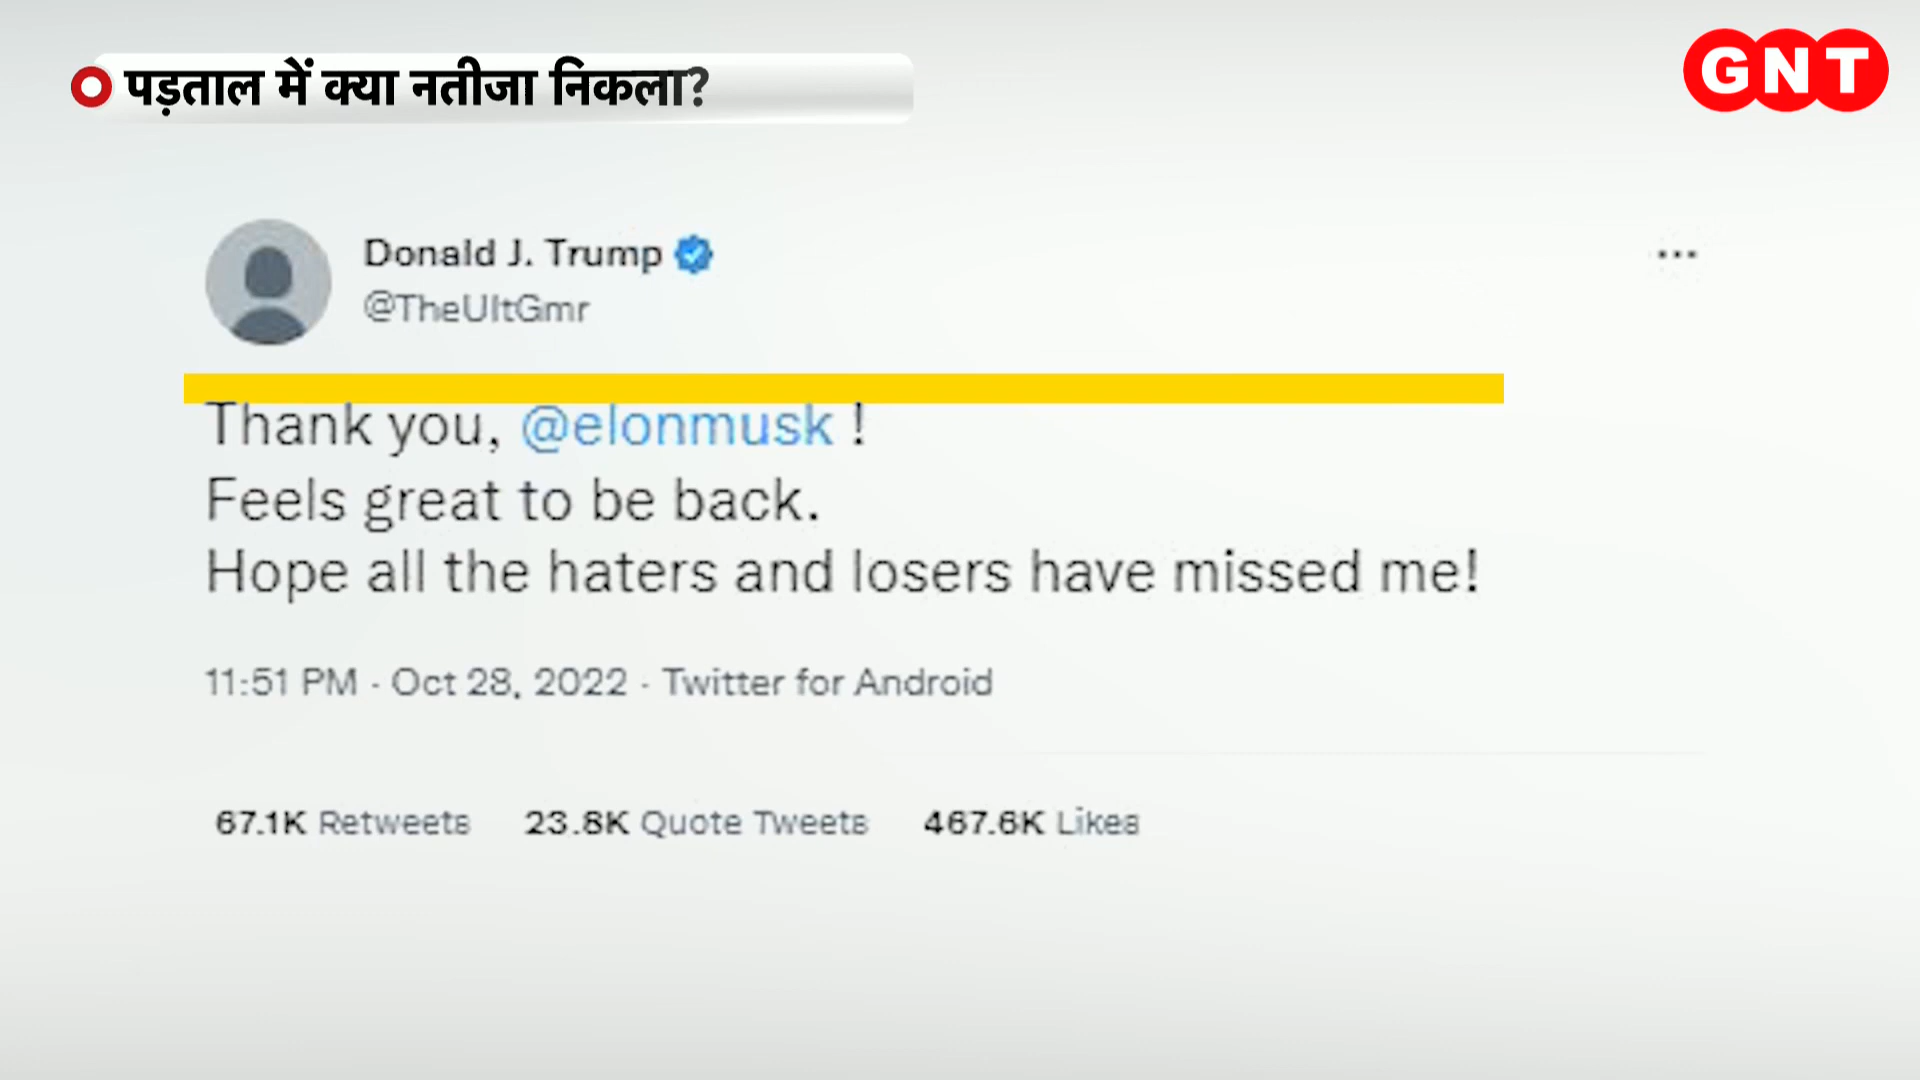 पड़ताल में क्या नतीजा निकला?
GNT
Donald J. Trump
@TheUltGmr
Thank you, @elonmusk !
Feels great to be back.
Hope all the haters and losers have missed me!
11:51 PM · Oct 28, 2022 · Twitter for Android
67.1K Retweets 23.8K Quote Tweets 467.6K Likes